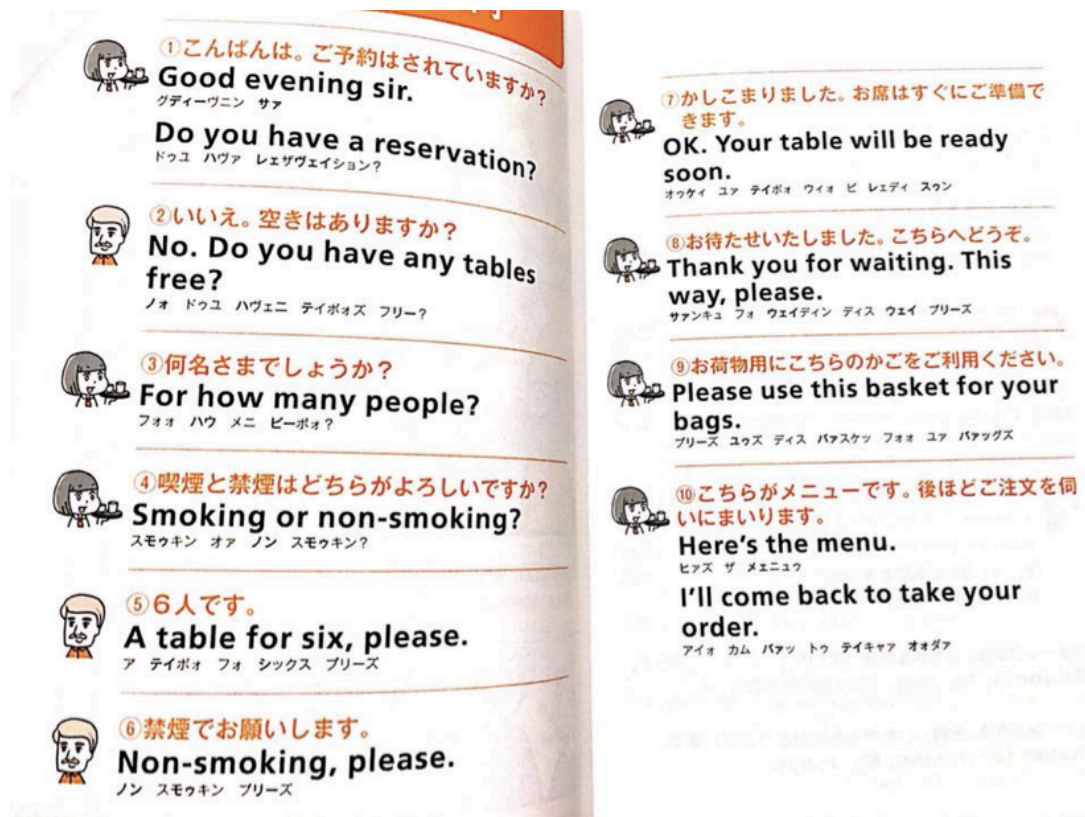 ①こんばんは。ご予約はされていますか?
Good evening sir.
グディーヴニン サァ
Do you have a reservation?
ドゥユ ハヴァ レェザヴェイション?
②いいえ。空きはありますか?
No. Do you have any tables
free?
ノォ ドゥユ ハヴェニ テイボォズ フリー?
③何名さまでしょうか?
For how many people?
フォォ ハウ メニ ピーポォ?
④喫煙と禁煙はどちらがよろしいですか?
Smoking or non-smoking?
スモゥキン オァ ノン スモゥキン?
⑤6人です。
A table for six, please.
ア テイボォ フォ シックス プリーズ
⑥禁煙でお願いします。
Non-smoking, please.
ノン スモゥキン プリーズ
⑦かしこまりました。お席はすぐにご準備で
きます。
OK. Your table will be ready
soon.
オゥケィ ユァ テイボォ ウィォ ビ レェディ スゥン
⑧お待たせいたしました。こちらへどうぞ。
Thank you for waiting. This
way, please.
サァンキュ フォ ウェイディン ディス ウェイ プリーズ
⑨お荷物用にこちらのかごをご利用ください。
Please use this basket for your
bags.
プリーズ ユゥズ ディス バァスケッ フォォ ユァ バァッグズ
⑩こちらがメニューです。後ほどご注文を伺
いにまいります。
Here's the menu.
ヒァズ ザ メェニュゥ
I'll come back to take your
order.
アイォ カム バァッ トゥ テイキャァ オォダァ